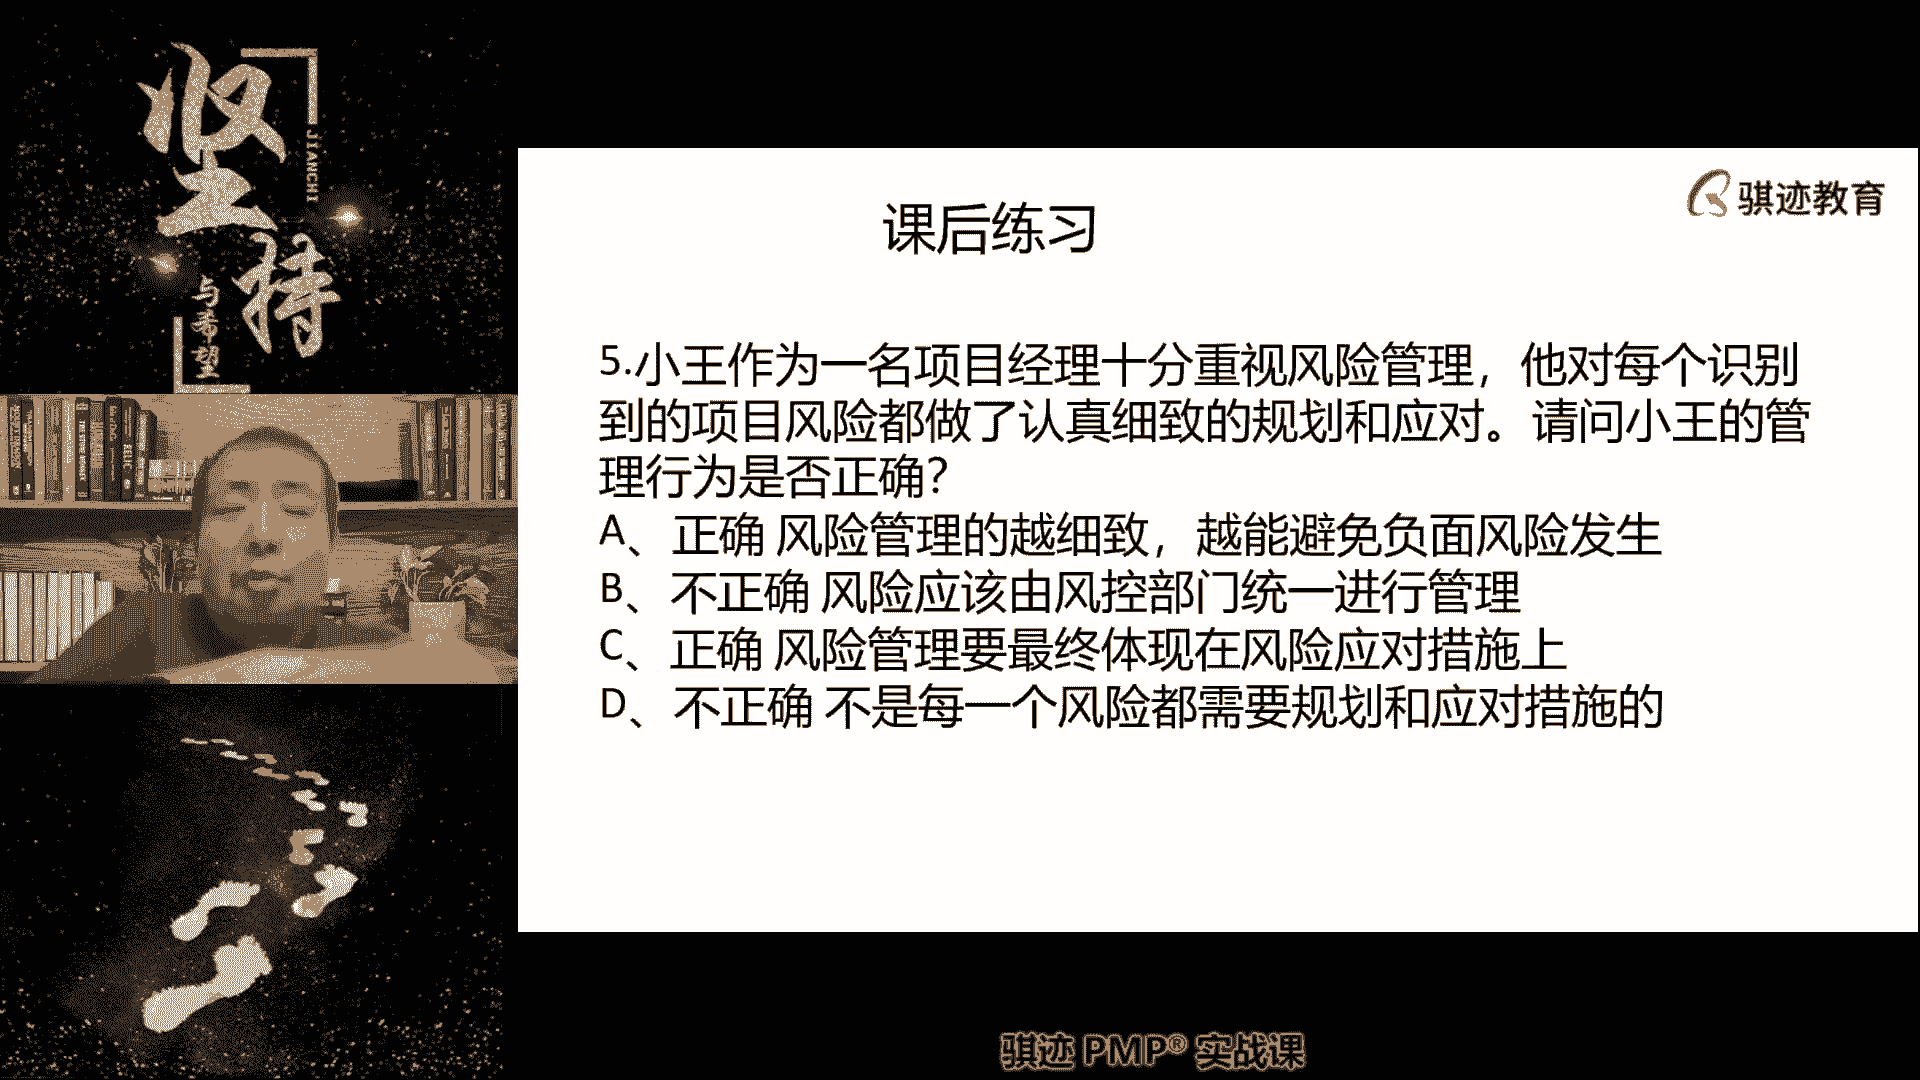 坚持
JIANCHI
与希望
骐迹教育
课后练习
5.小王作为一名项目经理十分重视风险管理，他对每个识别
到的项目风险都做了认真细致的规划和应对。请问小王的管
理行为是否正确？
A、正确 风险管理的越细致，越能避免负面风险发生
B、不正确 风险应该由风控部门统一进行管理
C、正确 风险管理要最终体现在风险应对措施上
D、不正确 不是每一个风险都需要规划和应对措施的
骐迹 PMP® 实战课